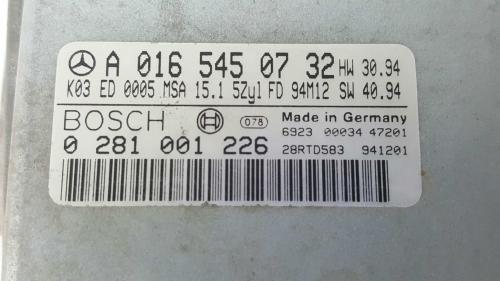 A 016 545 07 32 HW 30.94
K03 ED 0005 MSA 15.1 5Zyl FD 94M12 SW 40.94
BOSCH 078 Made in Germany
6923 00034 47201
0 281 001 226 28RTD583 941201